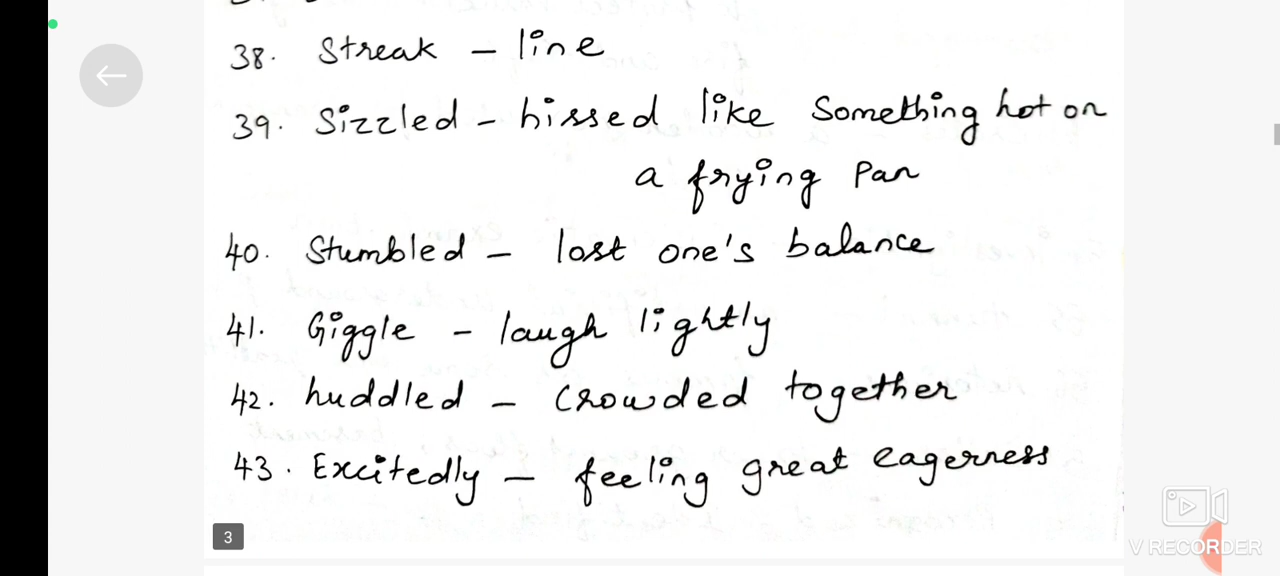 38. Streak - line
39. Sizzled - hissed like Something hot on
a frying Pan
40. Stumbled - lost one's balance
41. Giggle - laugh lightly
42. huddled - Crowded together
43. Excitedly - feeling great eagerness
3
V RECORDER